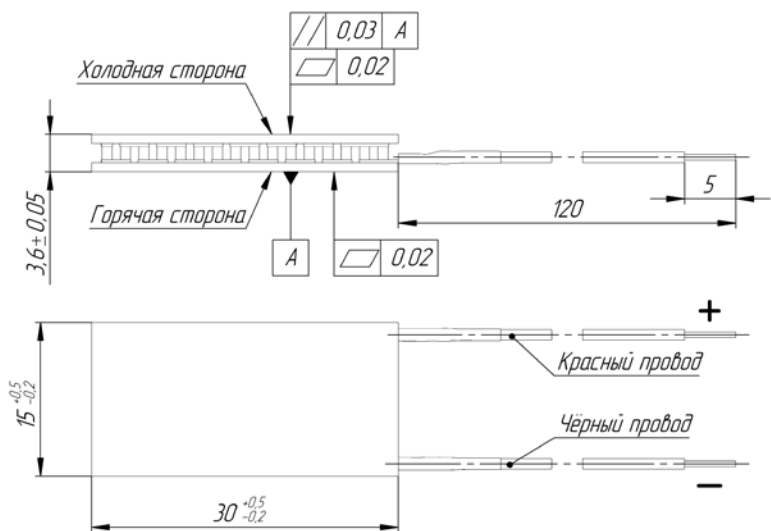 // 0,03 A
▱ 0,02
Холодная сторона
3,6±0,05
Горячая сторона
A
▱ 0,02
5
120
15 +0,5 -0,2
+
Красный провод
Чёрный провод
−
30 +0,5 -0,2